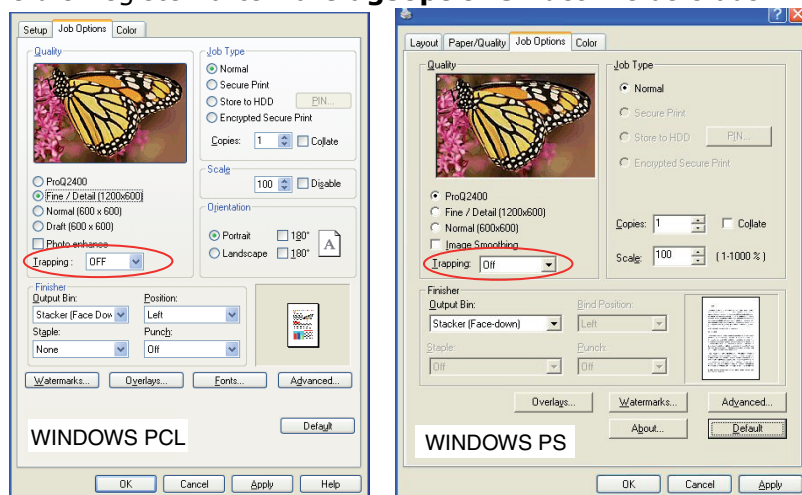 Setup Job Options Color
Quality
ProQ2400
Fine / Detail (1200x600)
Normal (600 x 600)
Draft (600 x 600)
Photo enhance
Trapping : OFF
Job Type
Normal
Secure Print
Store to HDD PIN...
Encrypted Secure Print
Copies: 1 Collate
Scale
100 Disable
Orientation
Portrait 180°
Landscape 180°
A
Finisher
Output Bin: Position:
Stacker (Face Dow Left
Staple: Punch:
None Off
Watermarks... Overlays... Fonts... Advanced...
Default
WINDOWS PCL
OK Cancel Apply Help
Layout Paper/Quality Job Options Color
Quality
ProQ2400
Fine / Detail (1200x600)
Normal (600x600)
Image Smoothing
Trapping: Off
Job Type
Normal
Secure Print
Store to HDD PIN...
Encrypted Secure Print
Copies: 1 Collate
Scale: 100 (1-1000 %)
Finisher
Output Bin: Bind Position:
Stacker (Face-down) Left
Staple: Punch:
Off Off
Overlays... Watermarks... Advanced...
About... Default
WINDOWS PS
OK Cancel Apply